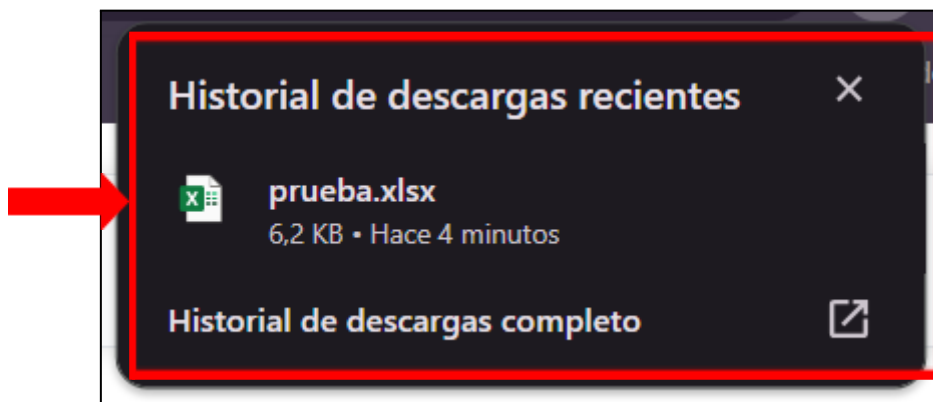 Historial de descargas recientes
prueba.xlsx
6,2 KB • Hace 4 minutos
Historial de descargas completo